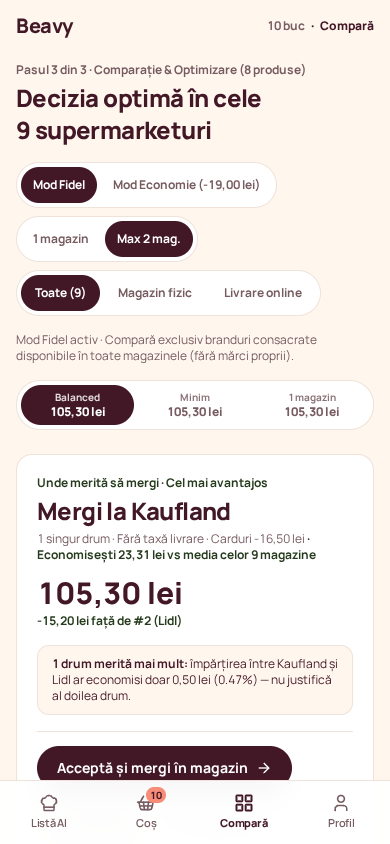 Beavy
10 buc · Compară
Pasul 3 din 3 · Comparație & Optimizare (8 produse)
Decizia optimă în cele
9 supermarketuri
Mod Fidel
Mod Economie (-19,00 lei)
1 magazin
Max 2 mag.
Toate (9)
Magazin fizic
Livrare online
Mod Fidel activ · Compară exclusiv branduri consacrate
disponibile în toate magazinele (fără mărci proprii).
Balanced
105,30 lei
Minim
105,30 lei
1 magazin
105,30 lei
Unde merită să mergi · Cel mai avantajos
Mergi la Kaufland
1 singur drum · Fără taxă livrare · Carduri -16,50 lei ·
Economisești 23,31 lei vs media celor 9 magazine
105,30 lei
-15,20 lei față de #2 (Lidl)
1 drum merită mai mult: împărțirea între Kaufland și
Lidl ar economisi doar 0,50 lei (0.47%) — nu justifică
al doilea drum.
Acceptă și mergi în magazin →
10
ListăAI
Coș
Compară
Profil